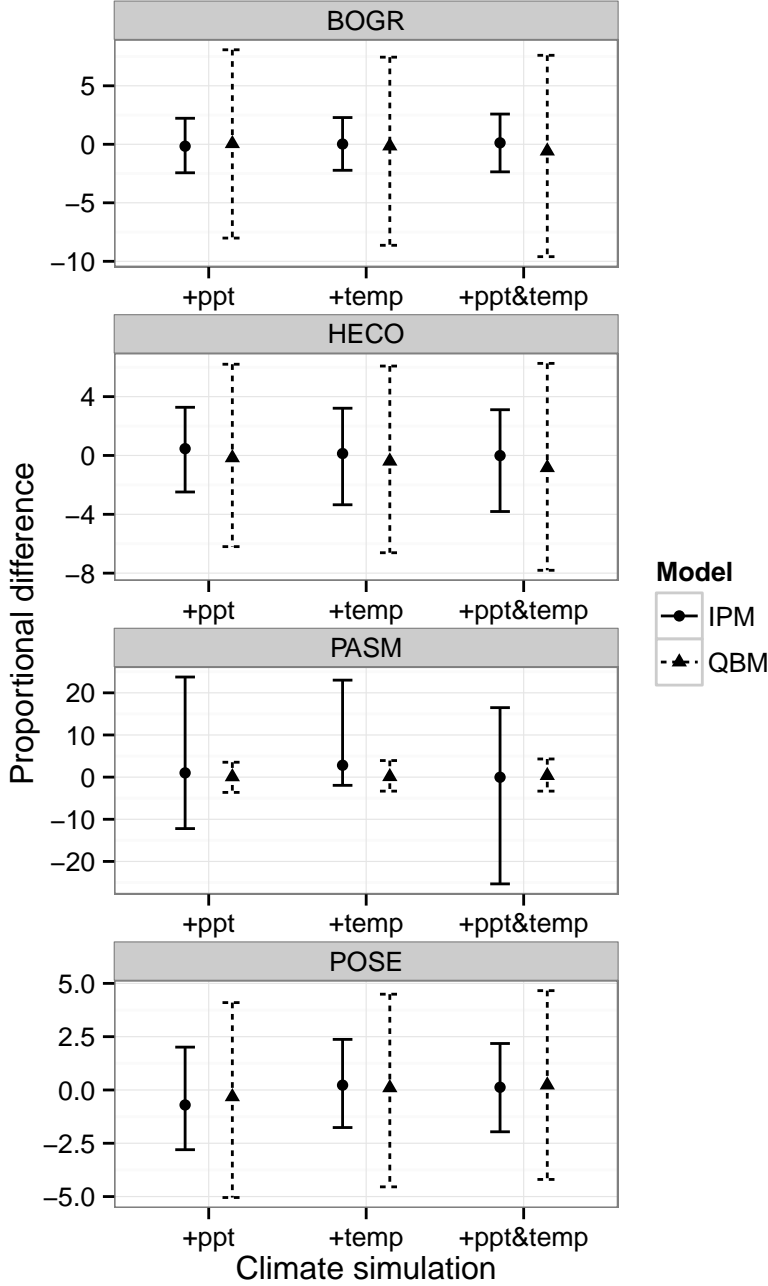 BOGR
5
0
−5
−10
+ppt +temp +ppt&temp
HECO
4
0
−4
−8
+ppt +temp +ppt&temp
PASM
20
10
0
−10
−20
+ppt +temp +ppt&temp
POSE
5.0
2.5
0.0
−2.5
−5.0
+ppt +temp +ppt&temp
Climate simulation
Proportional difference
Model
IPM
QBM